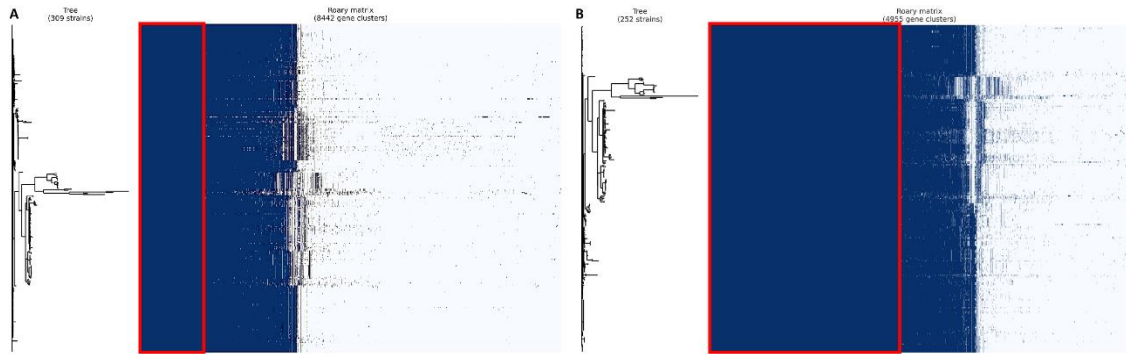 A
Tree
(309 strains)
Roary matrix
(8442 gene clusters)
B
Tree
(252 strains)
Roary matrix
(4955 gene clusters)